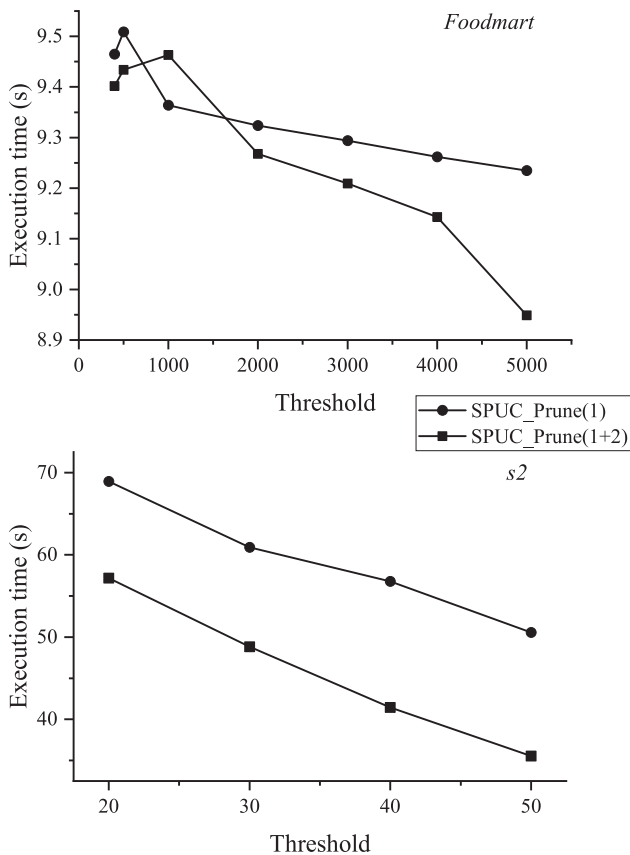 Foodmart
Execution time (s)
9.5
9.4
9.3
9.2
9.1
9.0
8.9
0 1000 2000 3000 4000 5000
Threshold
SPUC_Prune(1)
SPUC_Prune(1+2)
s2
Execution time (s)
70
60
50
40
20 30 40 50
Threshold